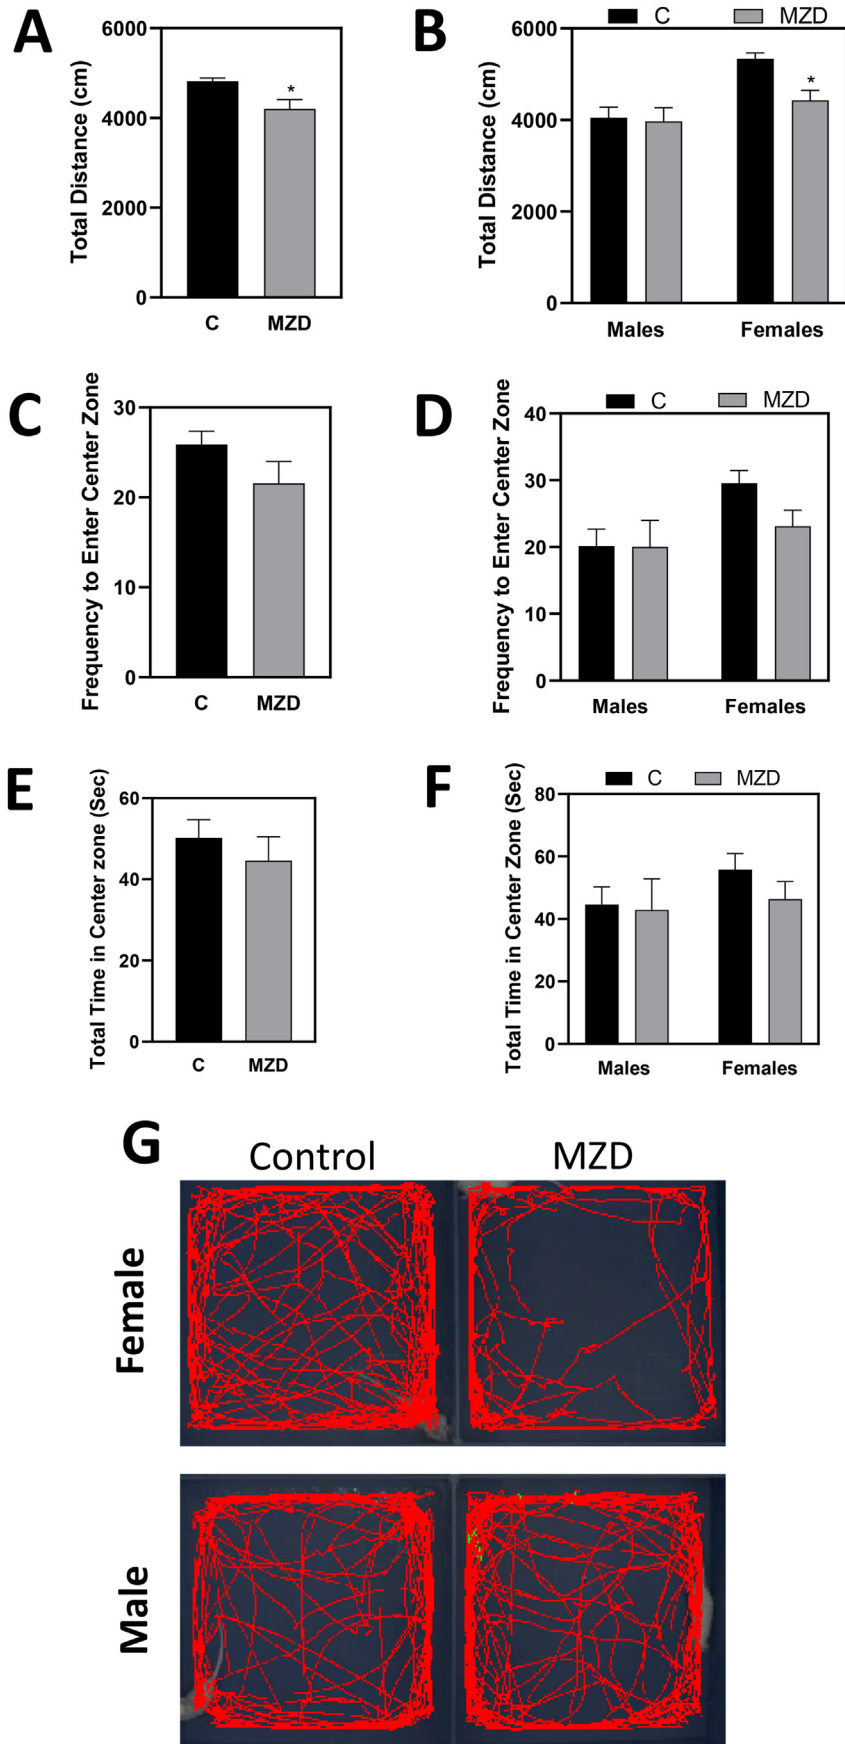 A
Total Distance (cm)
6000
4000
2000
0
*
C MZD
B
C MZD
Total Distance (cm)
6000
4000
2000
0
*
Males Females
C
Frequency to Enter Center Zone
30
20
10
0
C MZD
D
C MZD
Frequency to Enter Center Zone
40
30
20
10
0
Males Females
E
Total Time in Center zone (Sec)
60
40
20
0
C MZD
F
C MZD
Total Time in Center Zone (Sec)
80
60
40
20
0
Males Females
G
Control MZD
Female
Male